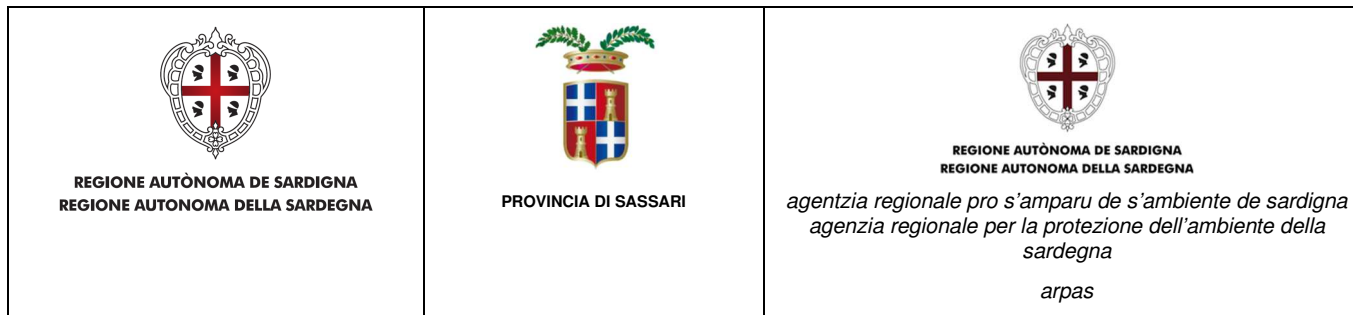 REGIONE AUTÒNOMA DE SARDIGNA
REGIONE AUTONOMA DELLA SARDEGNA
PROVINCIA DI SASSARI
REGIONE AUTÒNOMA DE SARDIGNA
REGIONE AUTONOMA DELLA SARDEGNA
agentzia regionale pro s'amparu de s'ambiente de sardigna
agenzia regionale per la protezione dell'ambiente della
sardegna
arpas